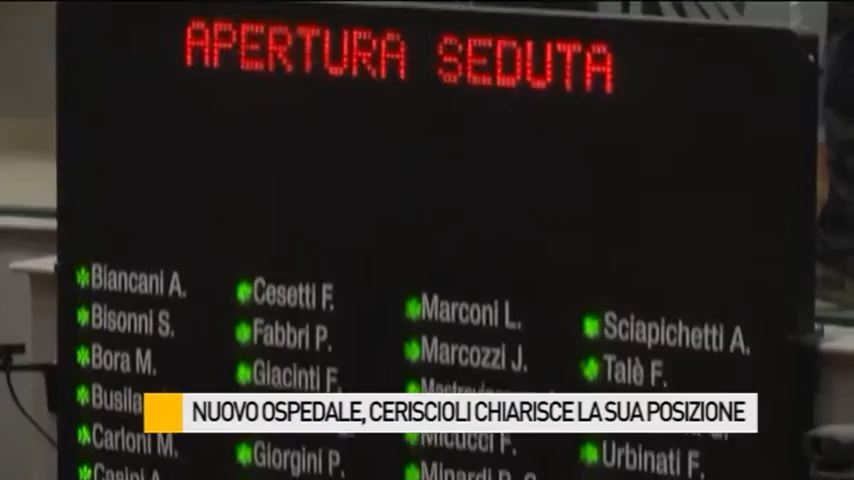 APERTURA SEDUTA
Biancani A.
Bisonni S.
Bora M.
Carloni M.
Cesetti F.
Fabbri P.
Giacinti F.
Giorgini P.
Marconi L.
Marcozzi J.
Micucci F.
Minardi R. C.
Sciapichetti A.
Talè F.
Urbinati F.
NUOVO OSPEDALE, CERISCIOLI CHIARISCE LA SUA POSIZIONE